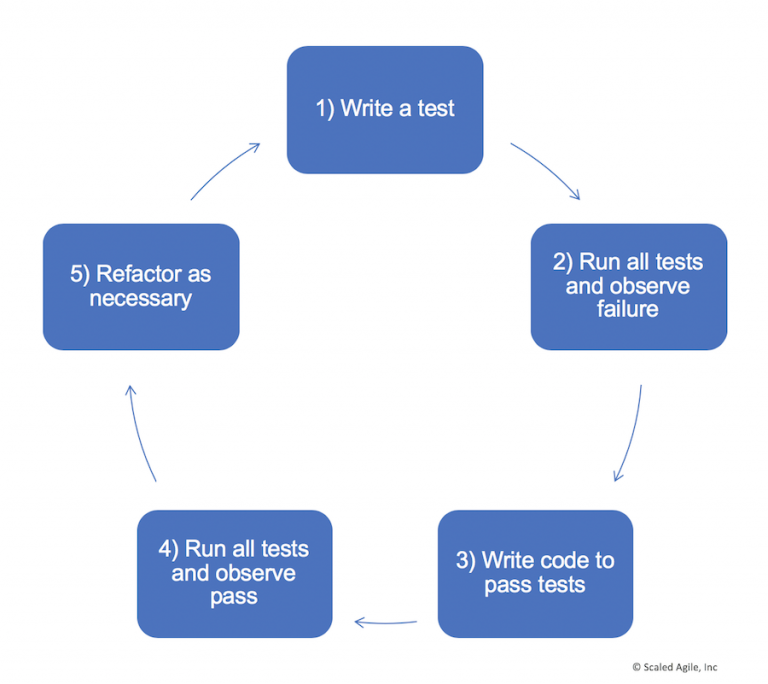 1) Write a test
2) Run all tests
and observe
failure
3) Write code to
pass tests
4) Run all tests
and observe
pass
5) Refactor as
necessary
© Scaled Agile, Inc